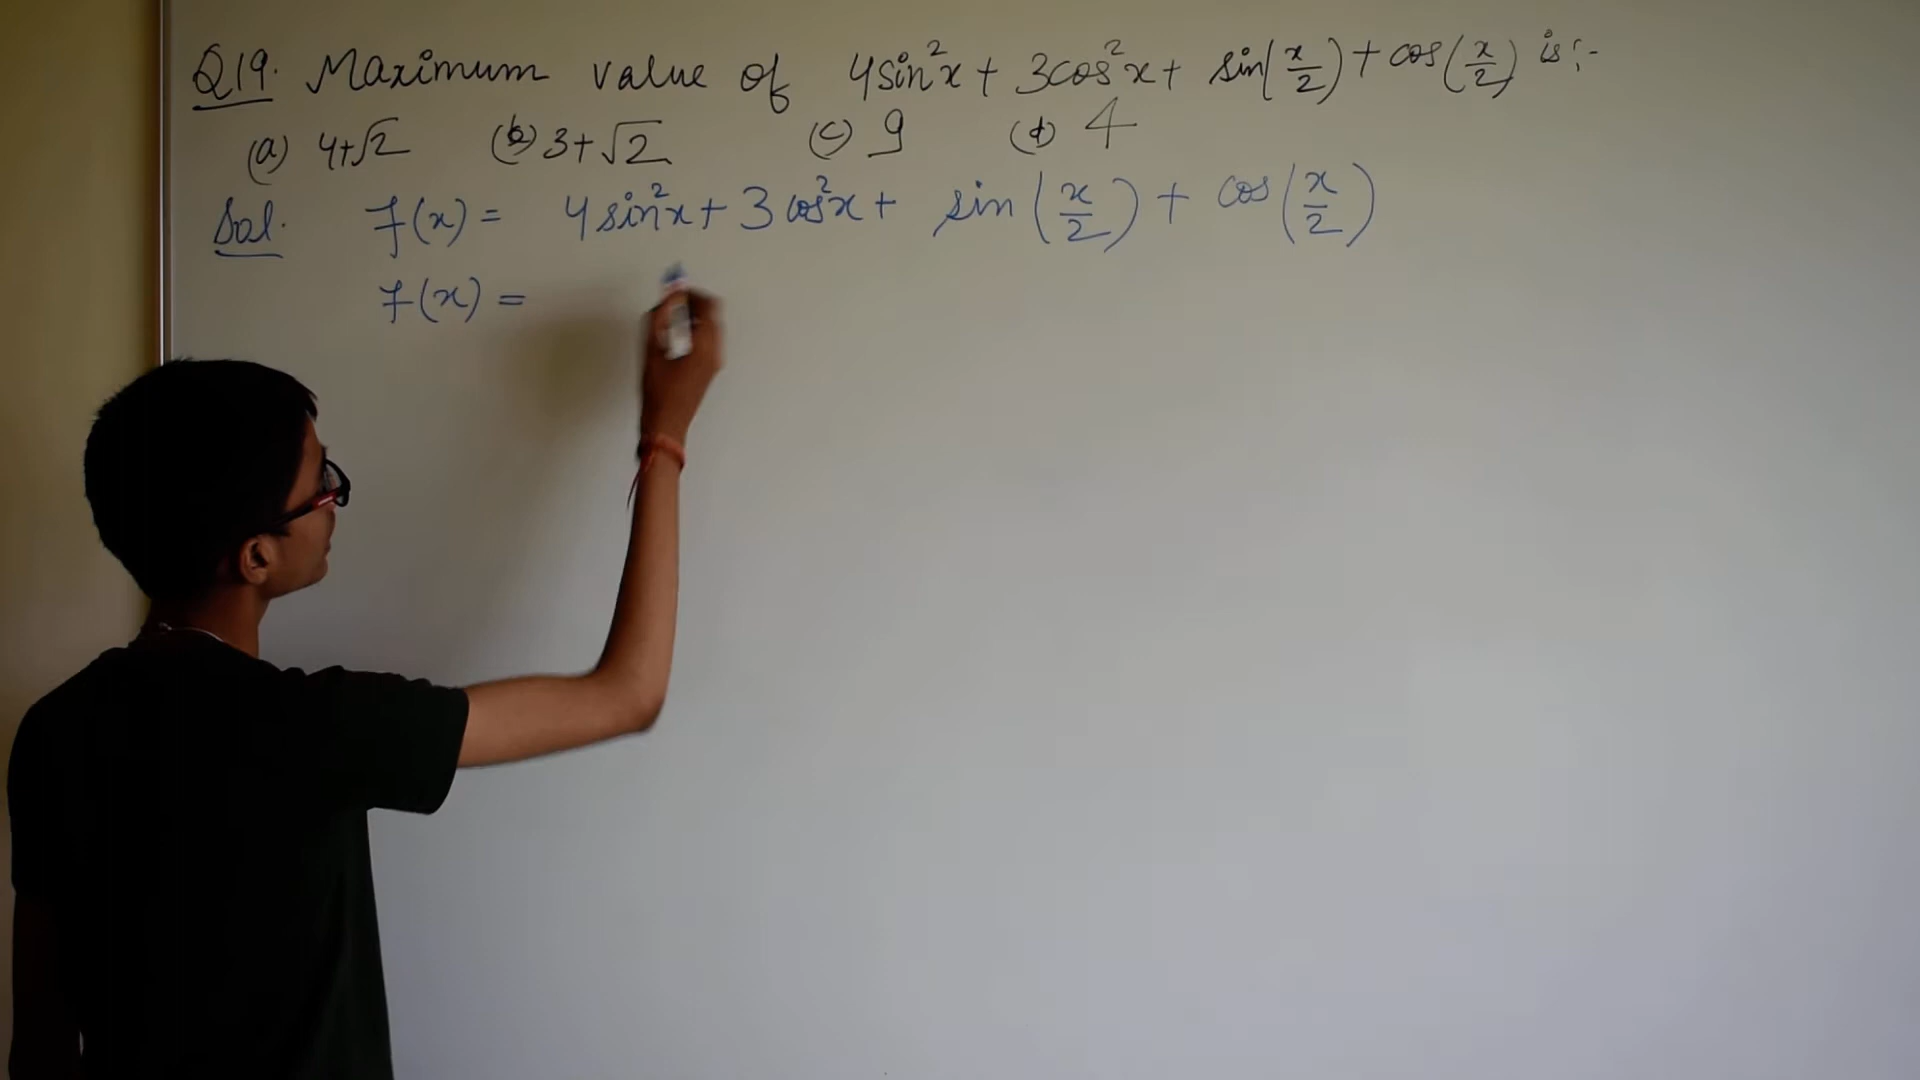 Q19. Maximum value of 4sin²x + 3cos²x + sin(x/2) + cos(x/2) is :-
(a) 4+√2 (b) 3+√2 (c) 9 (d) 4
Sol. f(x) = 4sin²x + 3cos²x + sin(x/2) + cos(x/2)
f(x) =